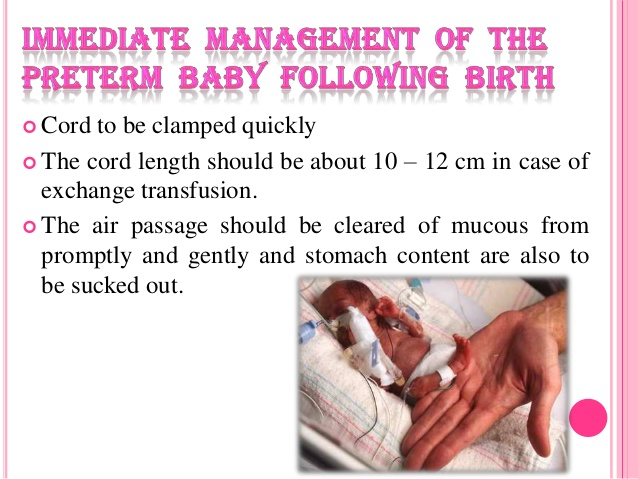 IMMEDIATE MANAGEMENT OF THE
PRETERM BABY FOLLOWING BIRTH
Cord to be clamped quickly
The cord length should be about 10 – 12 cm in case of
exchange transfusion.
The air passage should be cleared of mucous from
promptly and gently and stomach content are also to
be sucked out.